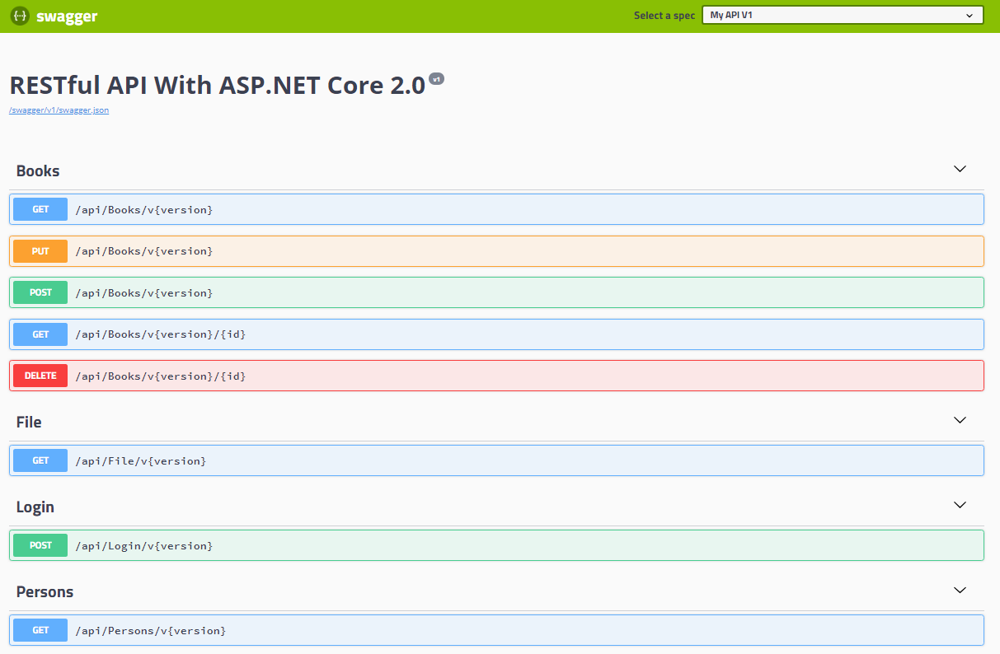 {···} swagger Select a spec My API V1
RESTful API With ASP.NET Core 2.0 v1
/swagger/v1/swagger.json
Books
GET /api/Books/v{version}
PUT /api/Books/v{version}
POST /api/Books/v{version}
GET /api/Books/v{version}/{id}
DELETE /api/Books/v{version}/{id}
File
GET /api/File/v{version}
Login
POST /api/Login/v{version}
Persons
GET /api/Persons/v{version}